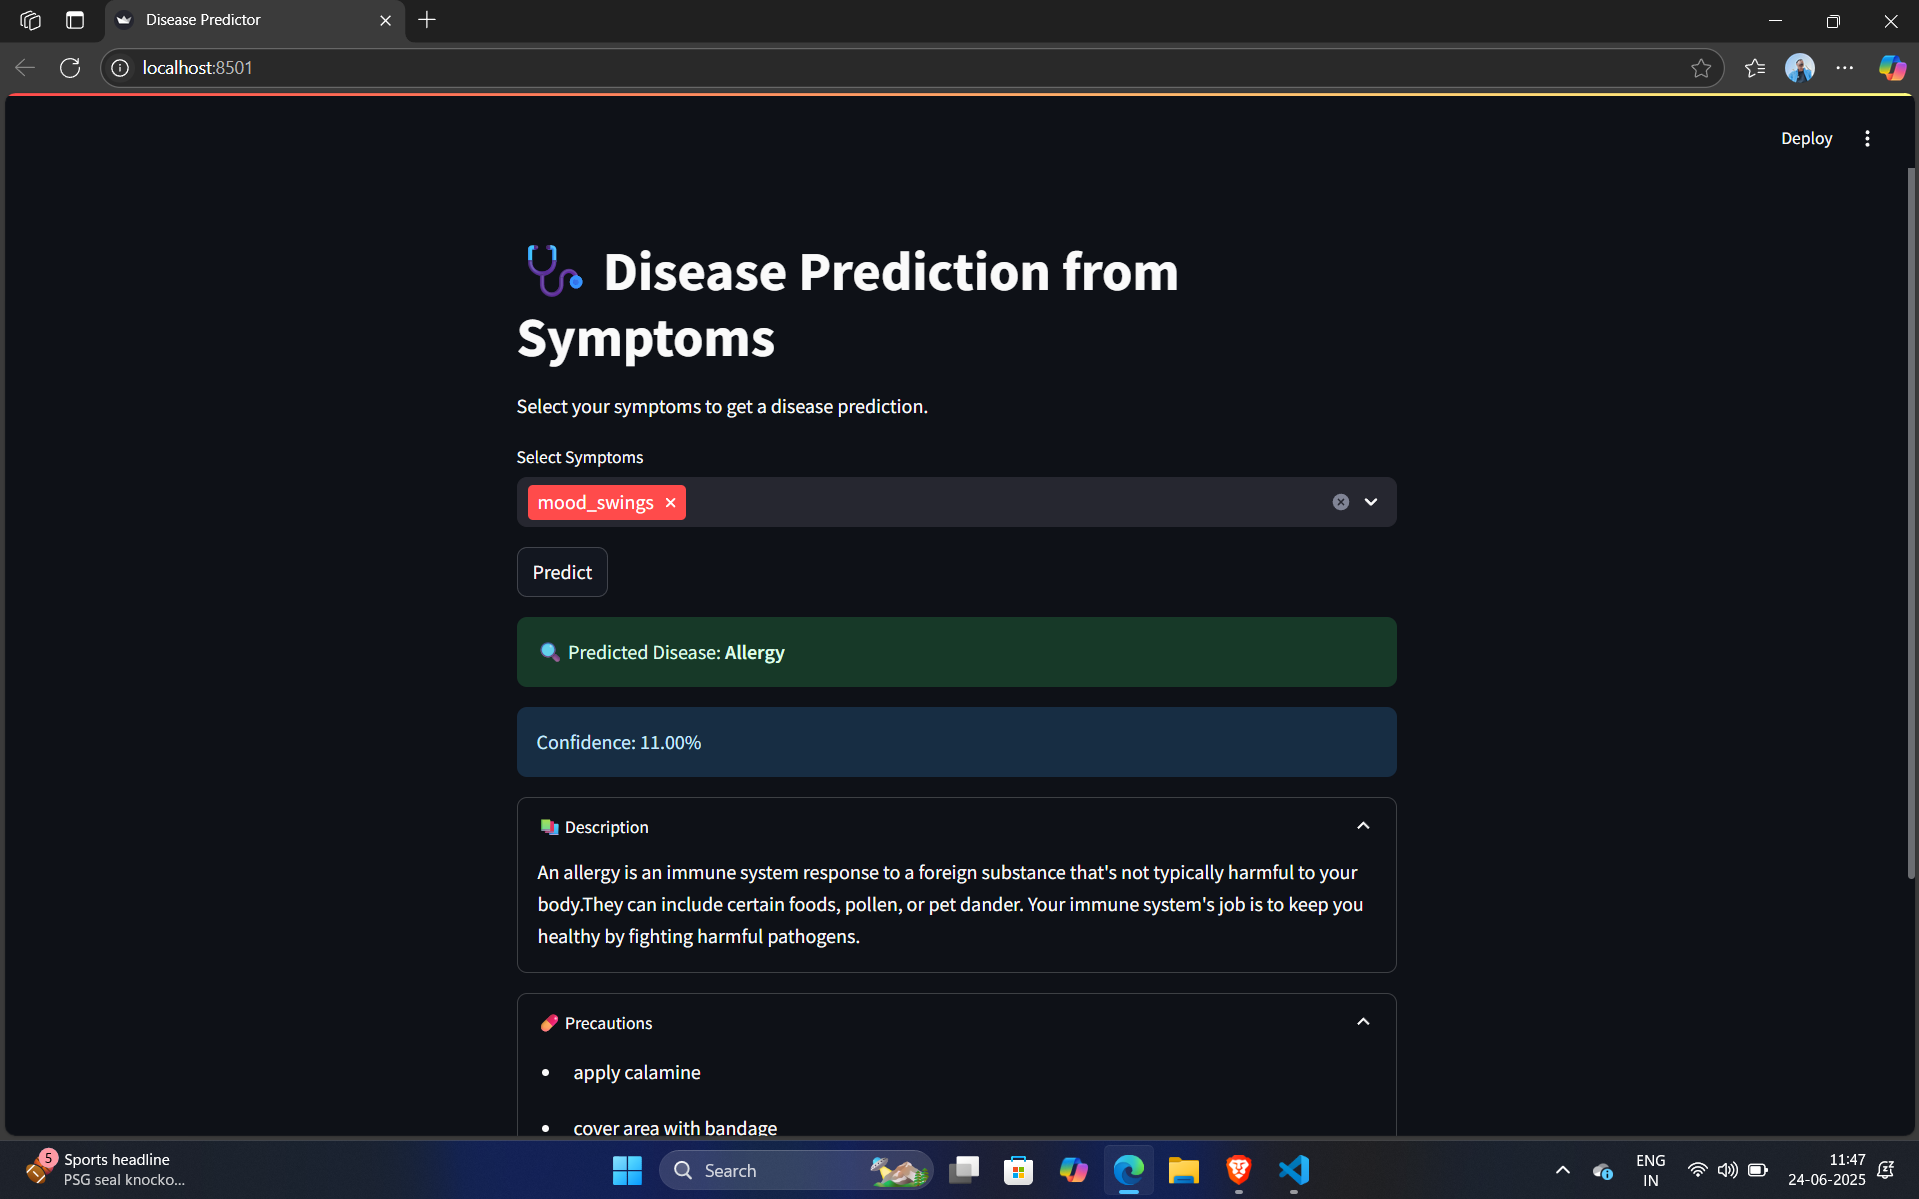 Disease Predictor
localhost:8501
Deploy
Disease Prediction from
Symptoms
Select your symptoms to get a disease prediction.
Select Symptoms
mood_swings
Predict
Predicted Disease: Allergy
Confidence: 11.00%
Description
An allergy is an immune system response to a foreign substance that's not typically harmful to your
body.They can include certain foods, pollen, or pet dander. Your immune system's job is to keep you
healthy by fighting harmful pathogens.
Precautions
• apply calamine
• cover area with bandage
5
Sports headline
PSG seal knocko...
Search
ENG
IN
11:47
24-06-2025